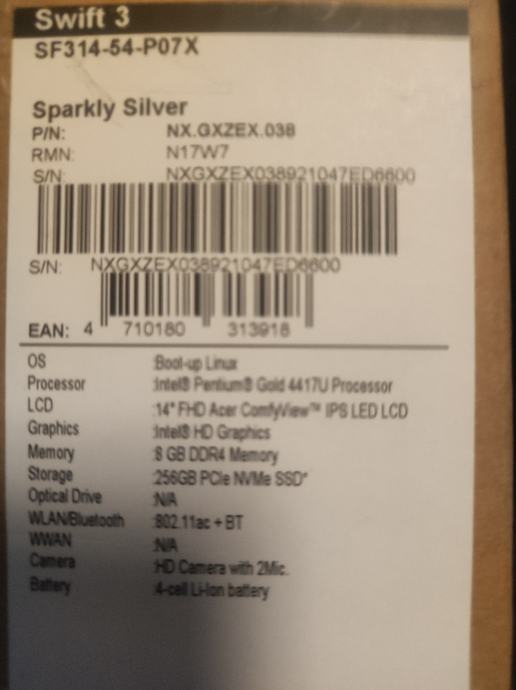 Swift 3
SF314-54-P07X
Sparkly Silver
P/N: NX.GXZEX.038
RMN: N17W7
S/N: NXGXZEX038921047ED6600
S/N: NXGXZEX038921047ED6600
EAN: 4 710180 313918
OS :Boot-up Linux
Processor :Intel® Pentium® Gold 4417U Processor
LCD :14" FHD Acer ComfyView™ IPS LED LCD
Graphics :Intel® HD Graphics
Memory :8 GB DDR4 Memory
Storage :256GB PCIe NVMe SSD*
Optical Drive :N/A
WLAN/Bluetooth :802.11ac + BT
WWAN :N/A
Camera :HD Camera with 2Mic.
Battery :4-cell Li-Ion battery